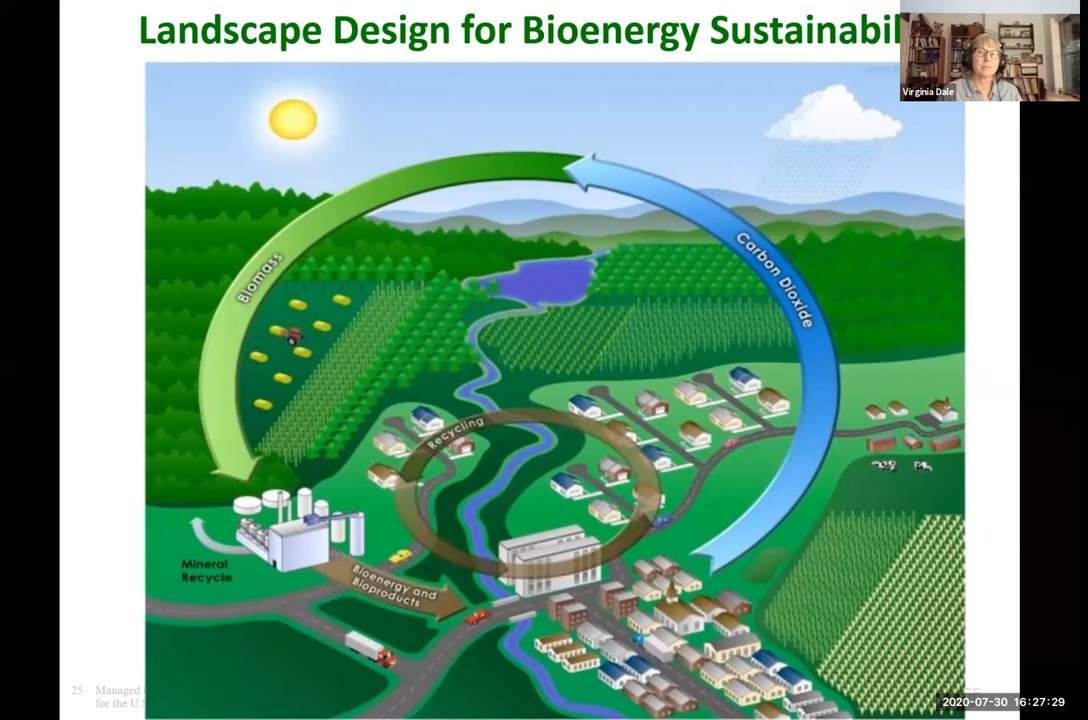 Landscape Design for Bioenergy Sustainabil
Virginia Dale
Biomass
Carbon Dioxide
Recycling
Mineral
Recycle
Bioenergy and
Bioproducts
25 Managed
for the U.S
2020-07-30 16:27:29